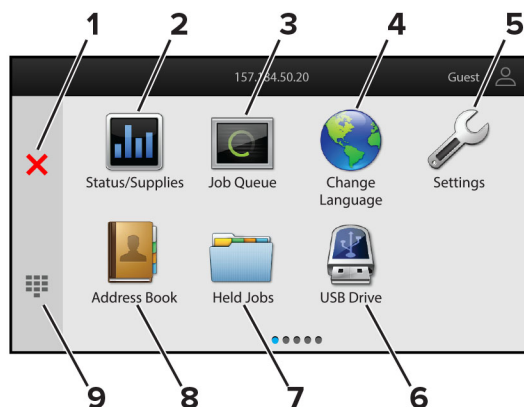 1 2 3 4 5
157.184.50.20 Guest
Status/Supplies Job Queue Change Language Settings
Address Book Held Jobs USB Drive
9 8 7 6